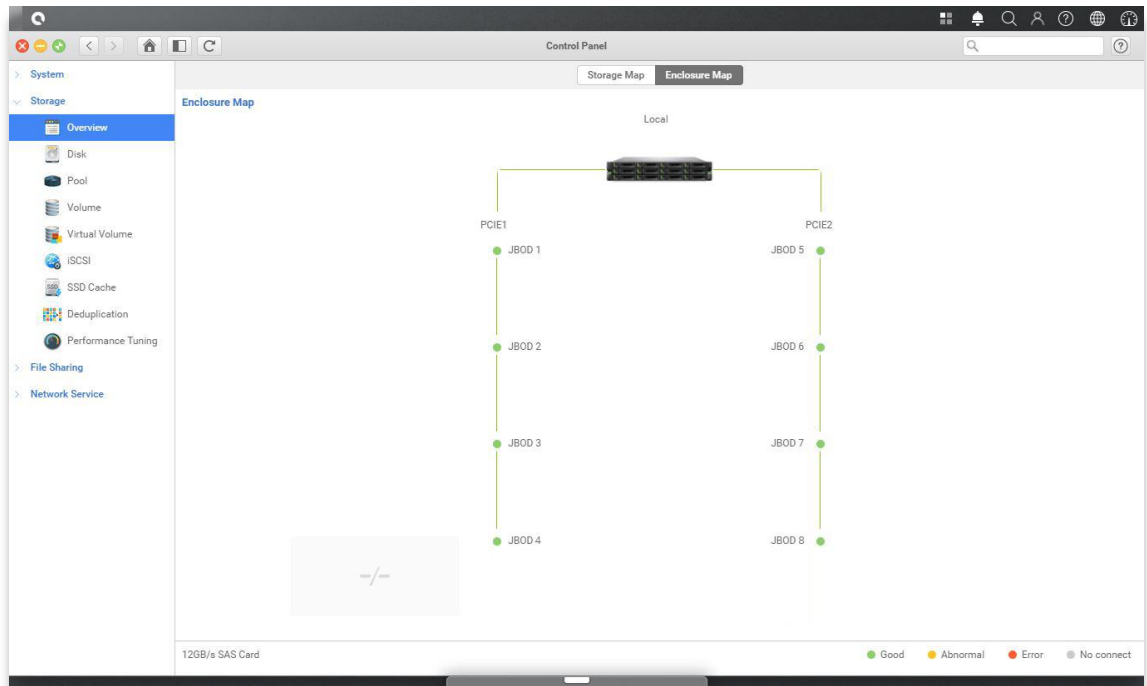 Control Panel
System
Storage Map Enclosure Map
Storage
Enclosure Map
Overview
Disk
Pool
Volume
Virtual Volume
iSCSI
SSD Cache
Deduplication
Performance Tuning
File Sharing
Network Service
Local
PCIE1 PCIE2
JBOD 1 JBOD 5
JBOD 2 JBOD 6
JBOD 3 JBOD 7
JBOD 4 JBOD 8
-/-
12GB/s SAS Card Good Abnormal Error No connect